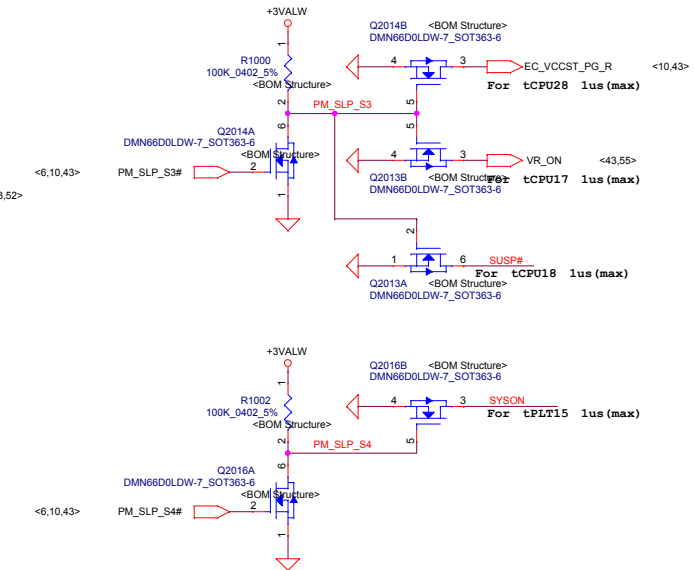 +3VALW
1
R1000
100K_0402_5%
<BOM Structure>
2
PM_SLP_S3
Q2014B <BOM Structure>
DMN66D0LDW-7_SOT363-6
4 3 EC_VCCST_PG_R <10,43>
For tCPU28 1us(max)
5
6
Q2014A
DMN66D0LDW-7_SOT363-6
<BOM Structure>
<6,10,43> PM_SLP_S3# 2
1
3,52>
5
4 3 VR_ON <43,55>
Q2013B <BOM Structure>
For tCPU17 1us(max)
DMN66D0LDW-7_SOT363-6
2
1 6 SUSP#
For tCPU18 1us(max)
Q2013A <BOM Structure>
DMN66D0LDW-7_SOT363-6
+3VALW
1
R1002
100K_0402_5%
<BOM Structure>
2
PM_SLP_S4
Q2016B <BOM Structure>
DMN66D0LDW-7_SOT363-6
4 3 SYSON
For tPLT15 1us(max)
5
6
Q2016A
DMN66D0LDW-7_SOT363-6
<BOM Structure>
<6,10,43> PM_SLP_S4# 2
1